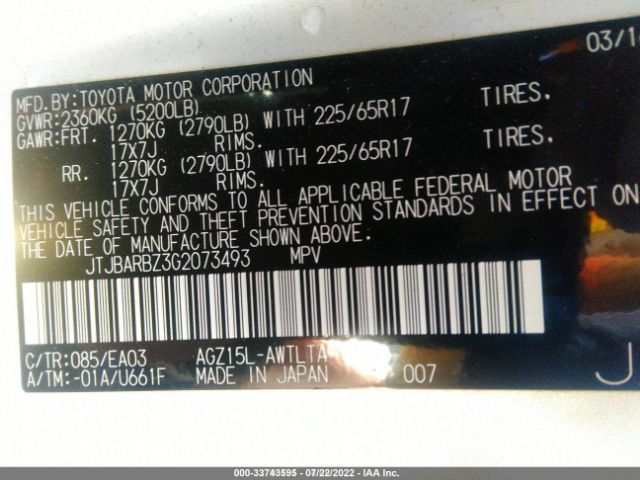 03/1
MFD.BY:TOYOTA MOTOR CORPORATION
GVWR:2360KG (5200LB)
GAWR:FRT. 1270KG (2790LB) WITH 225/65R17 TIRES.
17X7J RIMS.
RR. 1270KG (2790LB) WITH 225/65R17 TIRES.
17X7J RIMS.
THIS VEHICLE CONFORMS TO ALL APPLICABLE FEDERAL MOTOR
VEHICLE SAFETY AND THEFT PREVENTION STANDARDS IN EFFECT ON
THE DATE OF MANUFACTURE SHOWN ABOVE.
JTJBARBZ3G2073493 MPV
C/TR:085/EA03 AGZ15L-AWTLTA
A/TM:-01A/U661F MADE IN JAPAN 007
J
000-33743595 - 07/22/2022 - IAA Inc.